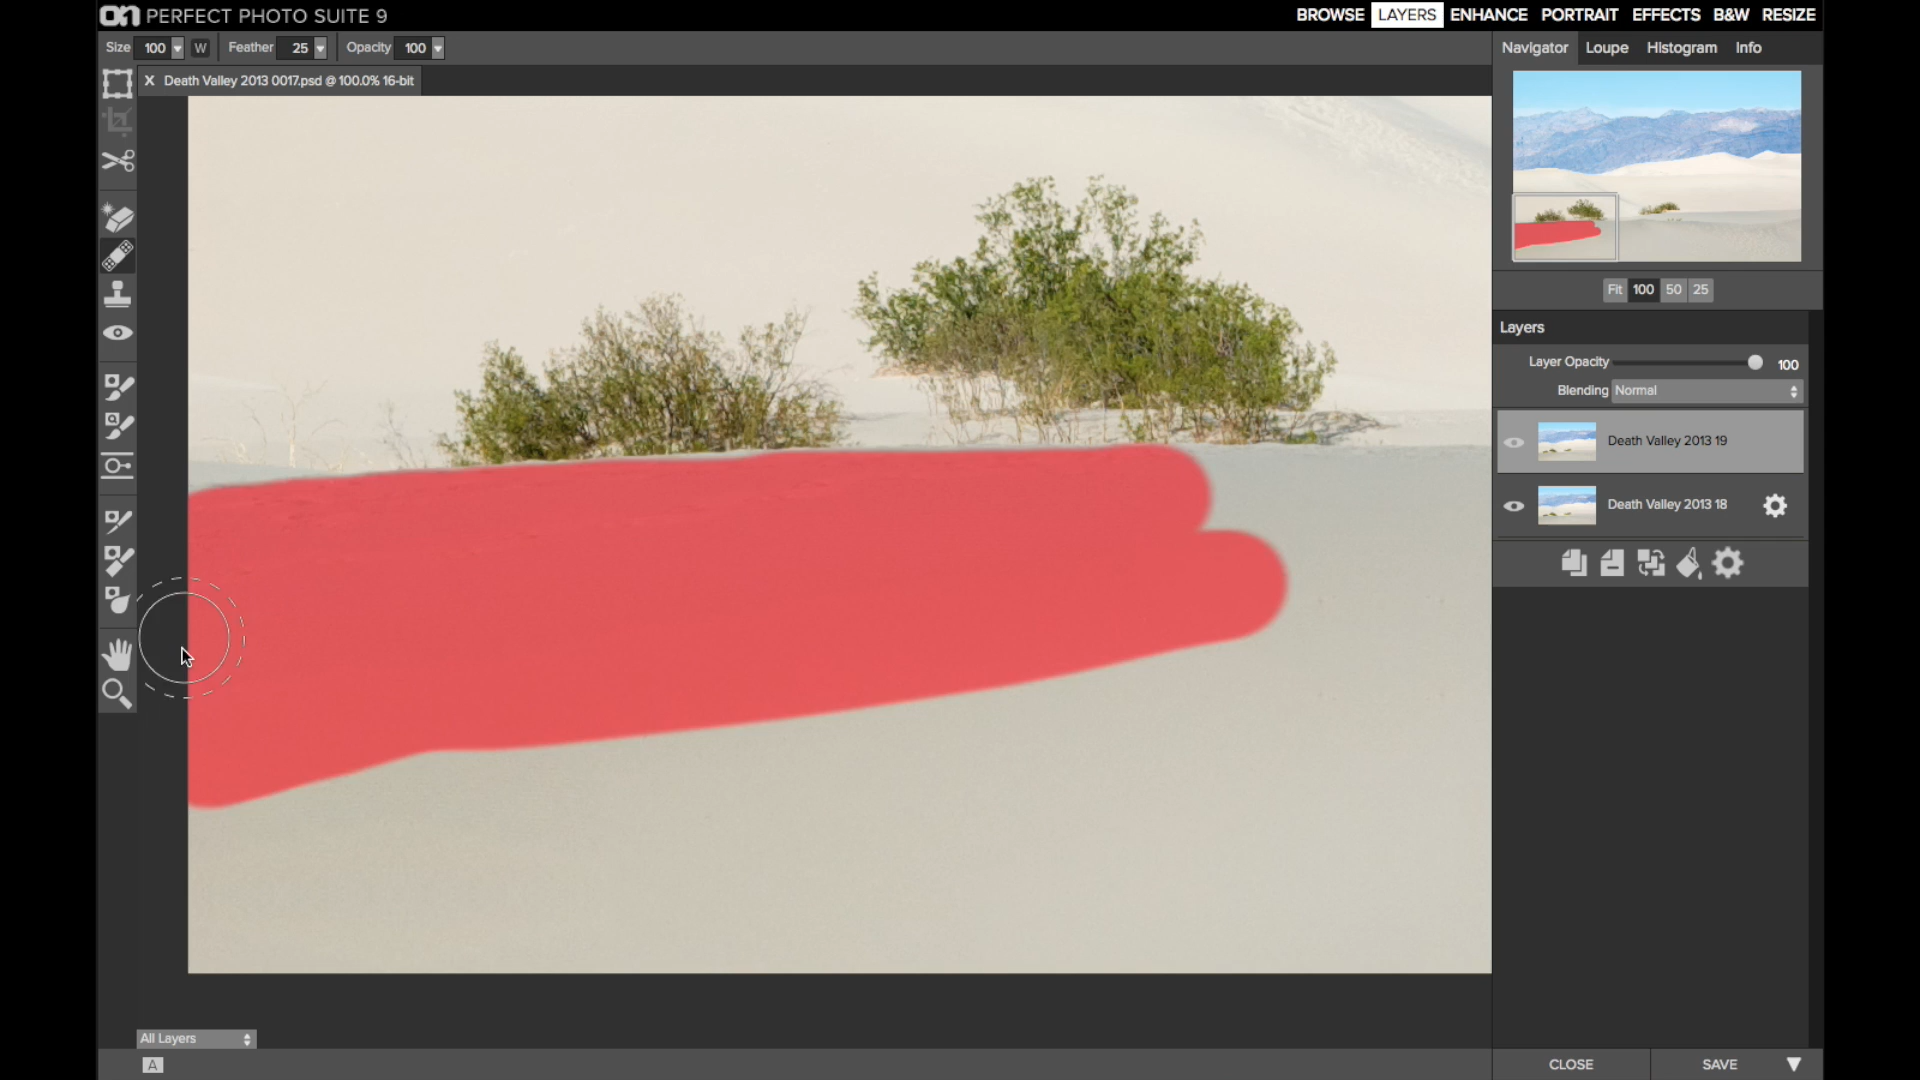 On1 PERFECT PHOTO SUITE 9
BROWSE LAYERS ENHANCE PORTRAIT EFFECTS B&W RESIZE
Size 100 W Feather 25 Opacity 100
Navigator Loupe Histogram Info
X Death Valley 2013 0017.psd @ 100.0% 16-bit
Fit 100 50 25
Layers
Layer Opacity 100
Blending Normal
Death Valley 2013 19
Death Valley 2013 18
All Layers
A
CLOSE SAVE